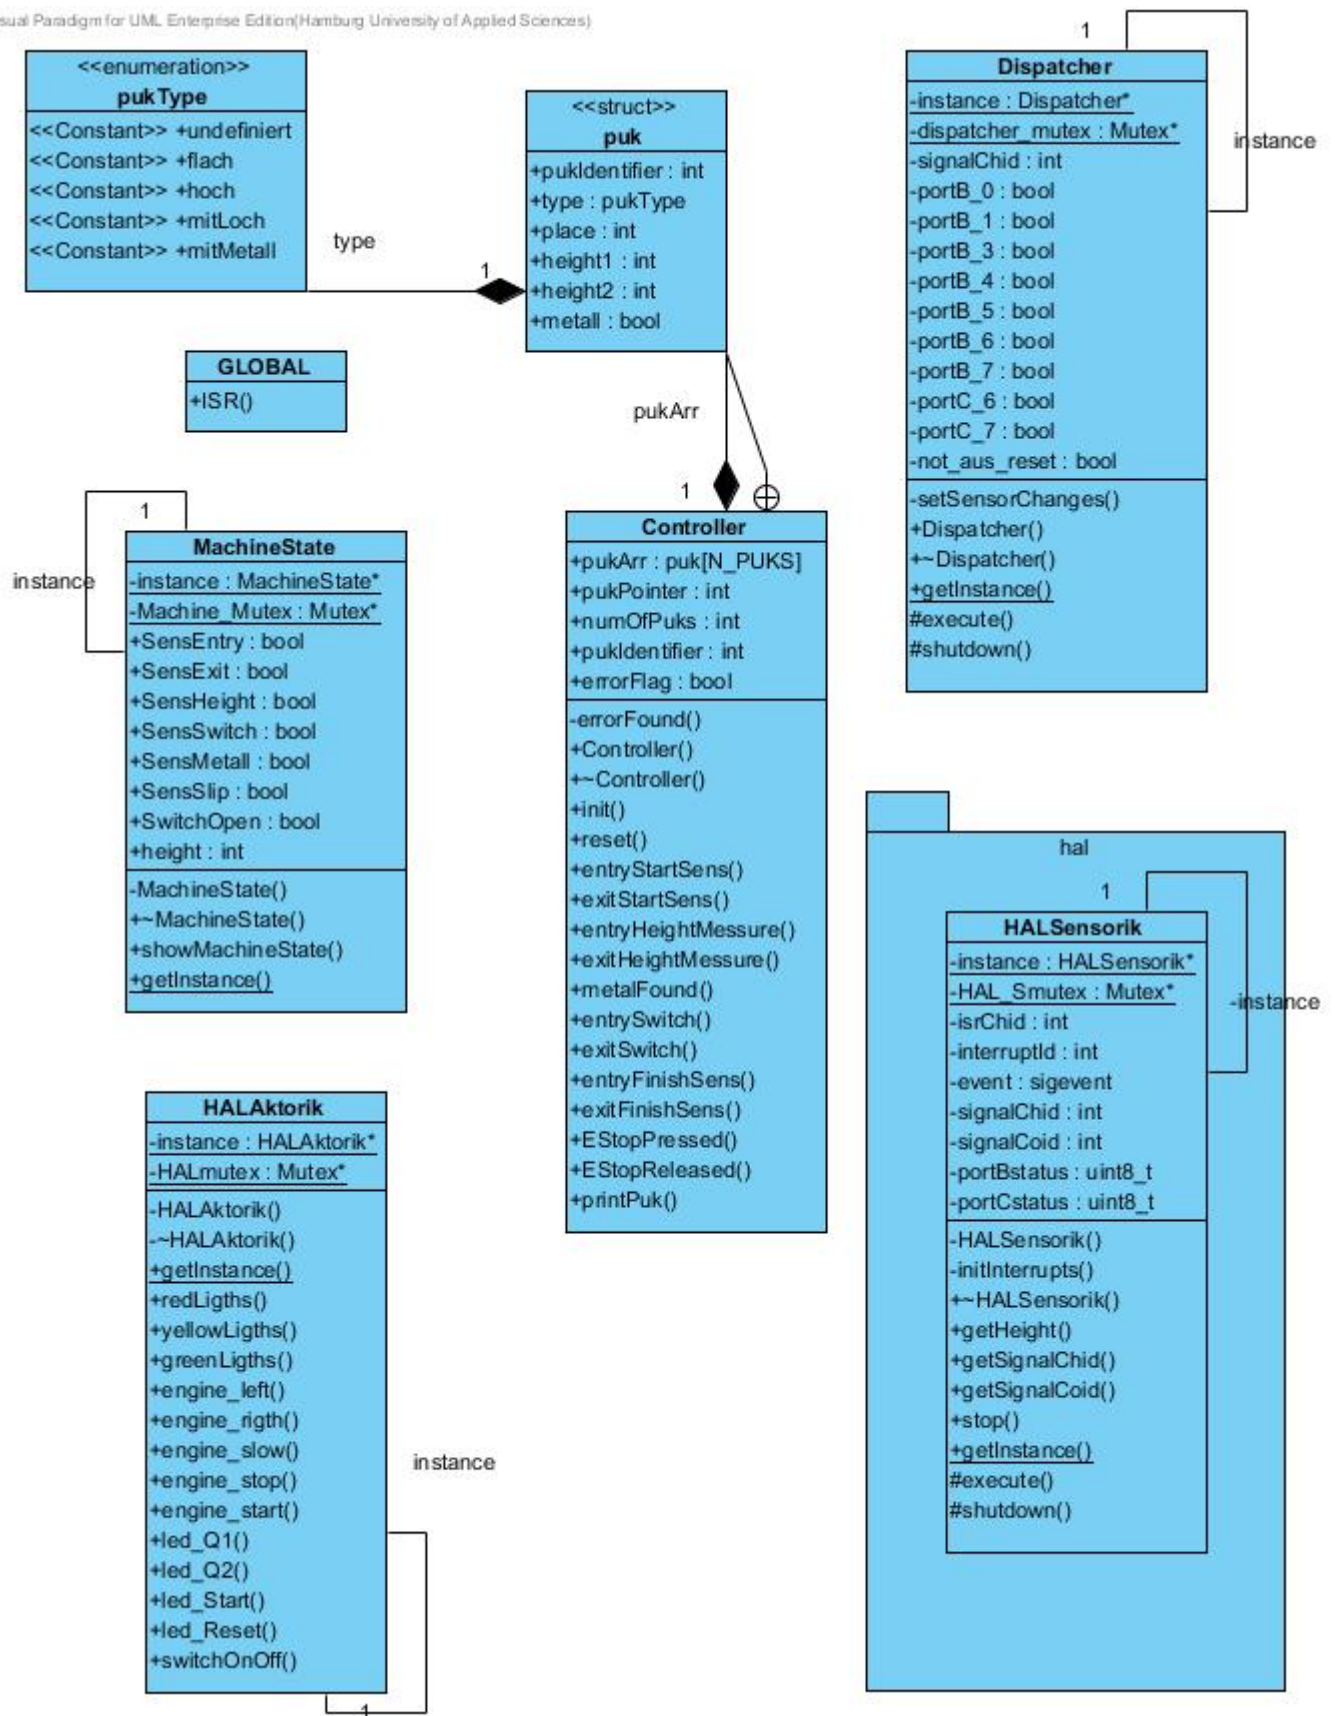 sual Paradigm for UML Enterprise Edition(Hamburg University of Applied Sciences)
<<enumeration>>
pukType
<<Constant>> +undefiniert
<<Constant>> +flach
<<Constant>> +hoch
<<Constant>> +mitLoch
<<Constant>> +mitMetall
type
1
<<struct>>
puk
+pukIdentifier : int
+type : pukType
+place : int
+height1 : int
+height2 : int
+metall : bool
1
instance
Dispatcher
-instance : Dispatcher*
-dispatcher_mutex : Mutex*
-signalChid : int
-portB_0 : bool
-portB_1 : bool
-portB_3 : bool
-portB_4 : bool
-portB_5 : bool
-portB_6 : bool
-portB_7 : bool
-portC_6 : bool
-portC_7 : bool
-not_aus_reset : bool
-setSensorChanges()
+Dispatcher()
+~Dispatcher()
+getInstance()
#execute()
#shutdown()
GLOBAL
+ISR()
pukArr
1
1
instance
MachineState
-instance : MachineState*
-Machine_Mutex : Mutex*
+SensEntry : bool
+SensExit : bool
+SensHeight : bool
+SensSwitch : bool
+SensMetall : bool
+SensSlip : bool
+SwitchOpen : bool
+height : int
-MachineState()
+~MachineState()
+showMachineState()
+getInstance()
Controller
+pukArr : puk[N_PUKS]
+pukPointer : int
+numOfPuks : int
+pukIdentifier : int
+errorFlag : bool
-errorFound()
+Controller()
+~Controller()
+init()
+reset()
+entryStartSens()
+exitStartSens()
+entryHeightMessure()
+exitHeightMessure()
+metalFound()
+entrySwitch()
+exitSwitch()
+entryFinishSens()
+exitFinishSens()
+EStopPressed()
+EStopReleased()
+printPuk()
hal
1
-instance
HALSensorik
-instance : HALSensorik*
-HAL_Smutex : Mutex*
-isrChid : int
-interruptId : int
-event : sigevent
-signalChid : int
-signalCoid : int
-portBstatus : uint8_t
-portCstatus : uint8_t
-HALSensorik()
-initInterrupts()
+~HALSensorik()
+getHeight()
+getSignalChid()
+getSignalCoid()
+stop()
+getInstance()
#execute()
#shutdown()
HALAktorik
-instance : HALAktorik*
-HALmutex : Mutex*
-HALAktorik()
-~HALAktorik()
+getInstance()
+redLigths()
+yellowLigths()
+greenLigths()
+engine_left()
+engine_rigth()
+engine_slow()
+engine_stop()
+engine_start()
+led_Q1()
+led_Q2()
+led_Start()
+led_Reset()
+switchOnOff()
instance
1